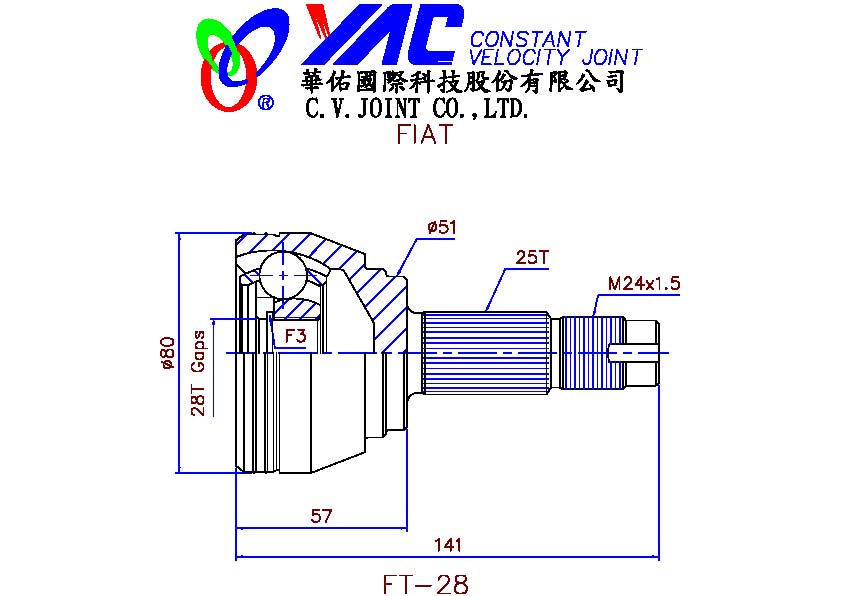 YAC CONSTANT
VELOCITY JOINT
®
華佑國際科技股份有限公司
C.V.JOINT CO.,LTD.
FIAT
ø51
25T
M24x1.5
F3
ø80
28T Gaps
57
141
FT-28